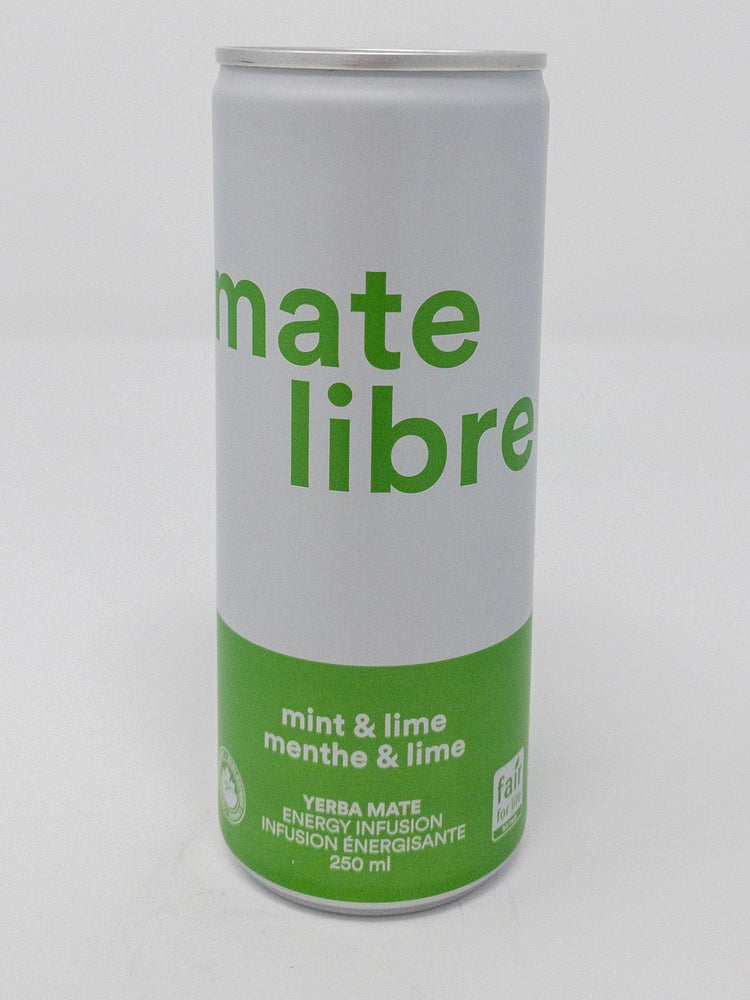 mate
libre
mint & lime
menthe & lime
YERBA MATE
ENERGY INFUSION
INFUSION ÉNERGISANTE
250 ml
fair
for life